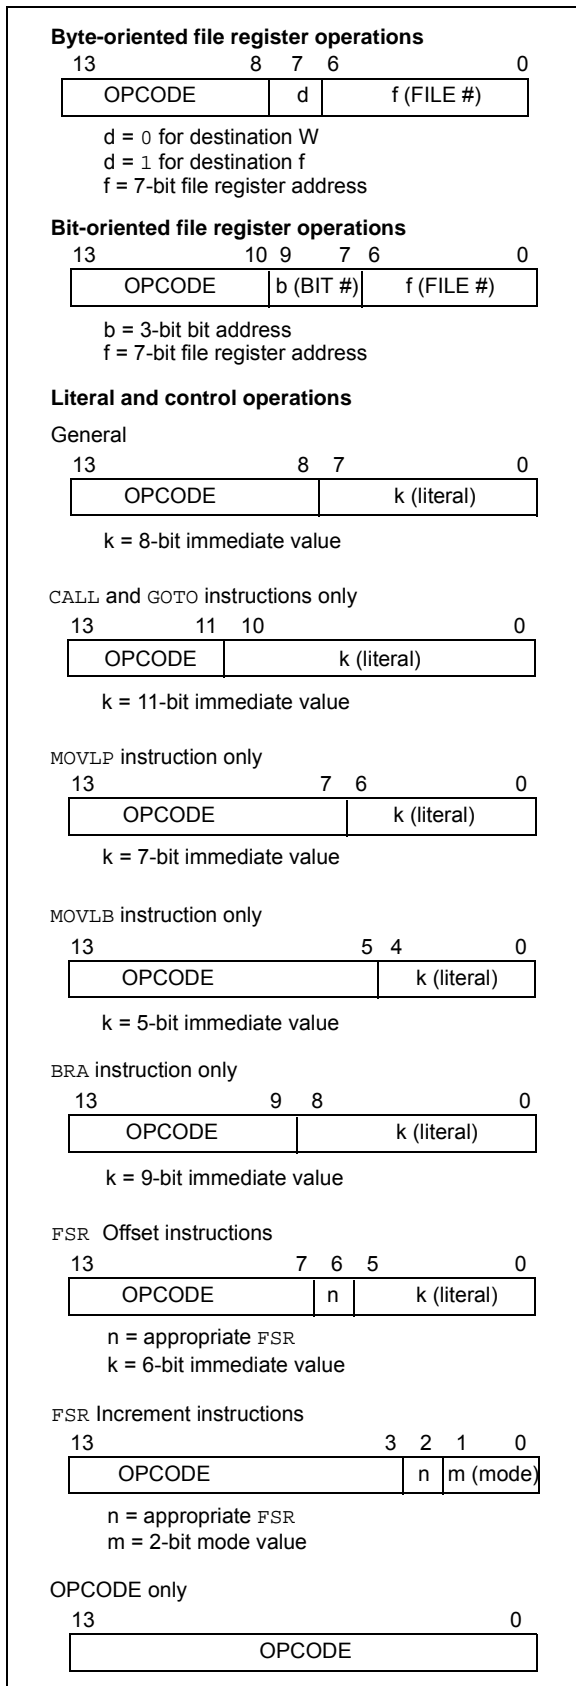 Byte-oriented file register operations
13 8 7 6 0
OPCODE d f (FILE #)
d = 0 for destination W
d = 1 for destination f
f = 7-bit file register address
Bit-oriented file register operations
13 10 9 7 6 0
OPCODE b (BIT #) f (FILE #)
b = 3-bit bit address
f = 7-bit file register address
Literal and control operations
General
13 8 7 0
OPCODE k (literal)
k = 8-bit immediate value
CALL and GOTO instructions only
13 11 10 0
OPCODE k (literal)
k = 11-bit immediate value
MOVLP instruction only
13 7 6 0
OPCODE k (literal)
k = 7-bit immediate value
MOVLB instruction only
13 5 4 0
OPCODE k (literal)
k = 5-bit immediate value
BRA instruction only
13 9 8 0
OPCODE k (literal)
k = 9-bit immediate value
FSR Offset instructions
13 7 6 5 0
OPCODE n k (literal)
n = appropriate FSR
k = 6-bit immediate value
FSR Increment instructions
13 3 2 1 0
OPCODE n m (mode)
n = appropriate FSR
m = 2-bit mode value
OPCODE only
13 0
OPCODE